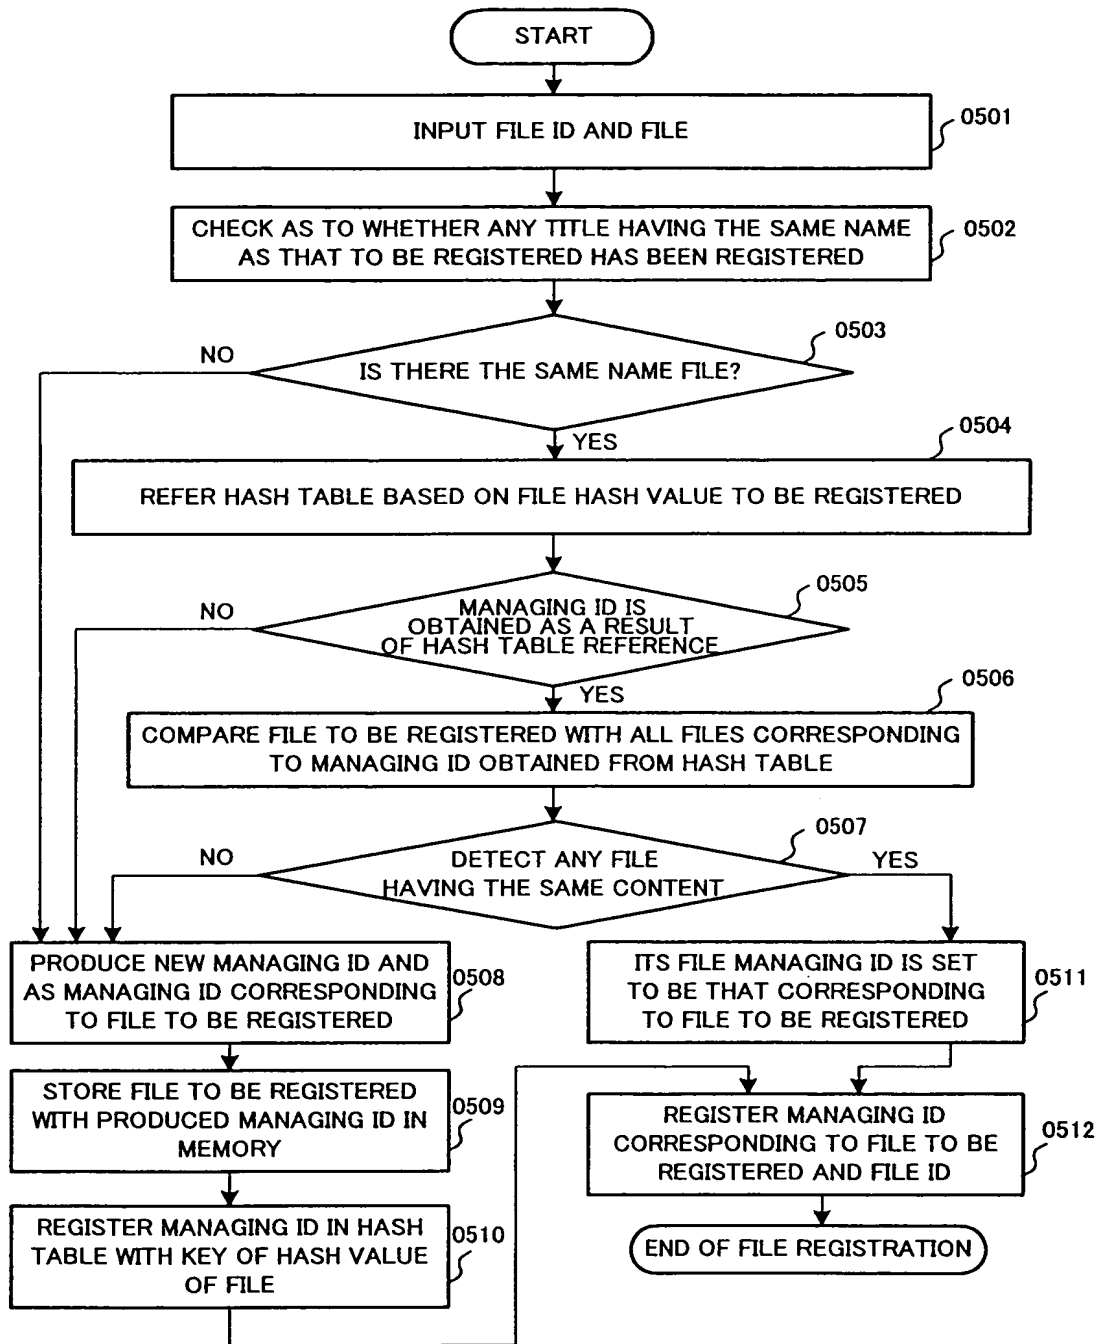 START
INPUT FILE ID AND FILE
0501
CHECK AS TO WHETHER ANY TITLE HAVING THE SAME NAME
AS THAT TO BE REGISTERED HAS BEEN REGISTERED
0502
0503
NO
IS THERE THE SAME NAME FILE?
YES
0504
REFER HASH TABLE BASED ON FILE HASH VALUE TO BE REGISTERED
0505
NO
MANAGING ID IS
OBTAINED AS A RESULT
OF HASH TABLE REFERENCE
YES
0506
COMPARE FILE TO BE REGISTERED WITH ALL FILES CORRESPONDING
TO MANAGING ID OBTAINED FROM HASH TABLE
0507
NO
DETECT ANY FILE
HAVING THE SAME CONTENT
YES
PRODUCE NEW MANAGING ID AND
AS MANAGING ID CORRESPONDING
TO FILE TO BE REGISTERED
0508
ITS FILE MANAGING ID IS SET
TO BE THAT CORRESPONDING
TO FILE TO BE REGISTERED
0511
STORE FILE TO BE REGISTERED
WITH PRODUCED MANAGING ID IN
MEMORY
0509
REGISTER MANAGING ID
CORRESPONDING TO FILE TO BE
REGISTERED AND FILE ID
0512
REGISTER MANAGING ID IN HASH
TABLE WITH KEY OF HASH VALUE
OF FILE
0510
END OF FILE REGISTRATION